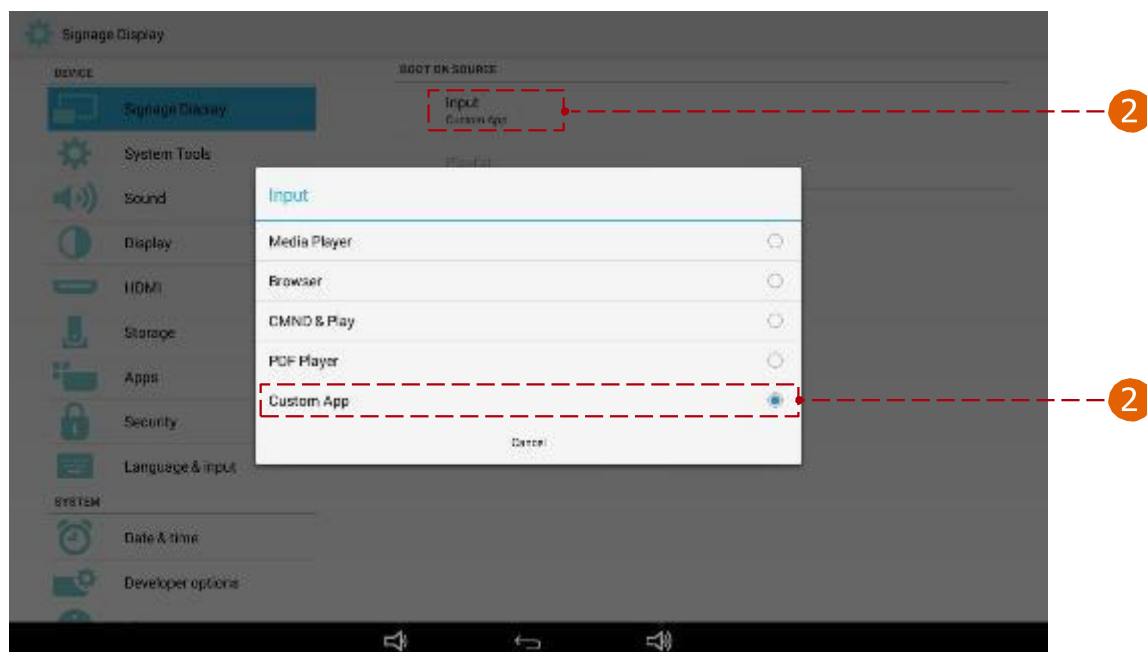 Signage Display
DEVICE
Signage Display
System Tools
Sound
Display
HDMI
Storage
Apps
Security
Language & input
SYSTEM
Date & time
Developer options
BOOT ON SOURCE
Input
Custom App
Playlist
2
Input
Media Player
Browser
CMND & Play
PDF Player
Custom App
2
Cancel